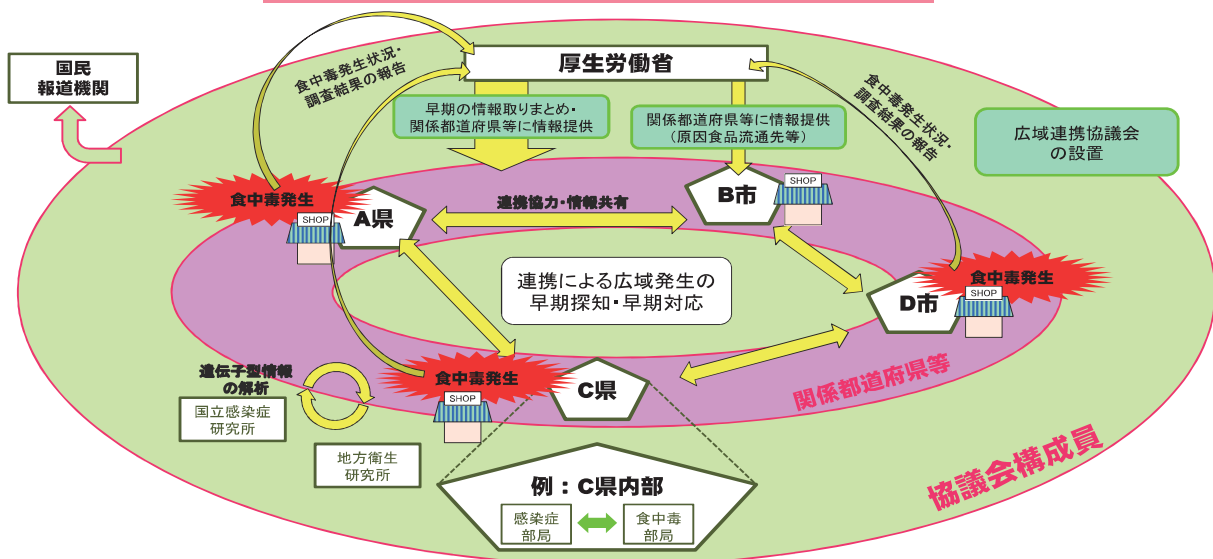 国民
報道機関
食中毒発生状況・
調査結果の報告
厚生労働省
早期の情報取りまとめ・
関係都道府県等に情報提供
関係都道府県等に情報提供
（原因食品流通先等）
食中毒発生状況・
調査結果の報告
広域連携協議会
の設置
食中毒発生
SHOP
A県
連携協力・情報共有
B市
SHOP
連携による広域発生の
早期探知・早期対応
食中毒発生
D市
SHOP
遺伝子型情報
の解析
国立感染症
研究所
地方衛生
研究所
食中毒発生
SHOP
C県
関係都道府県等
協議会構成員
例：C県内部
感染症
部局
食中毒
部局